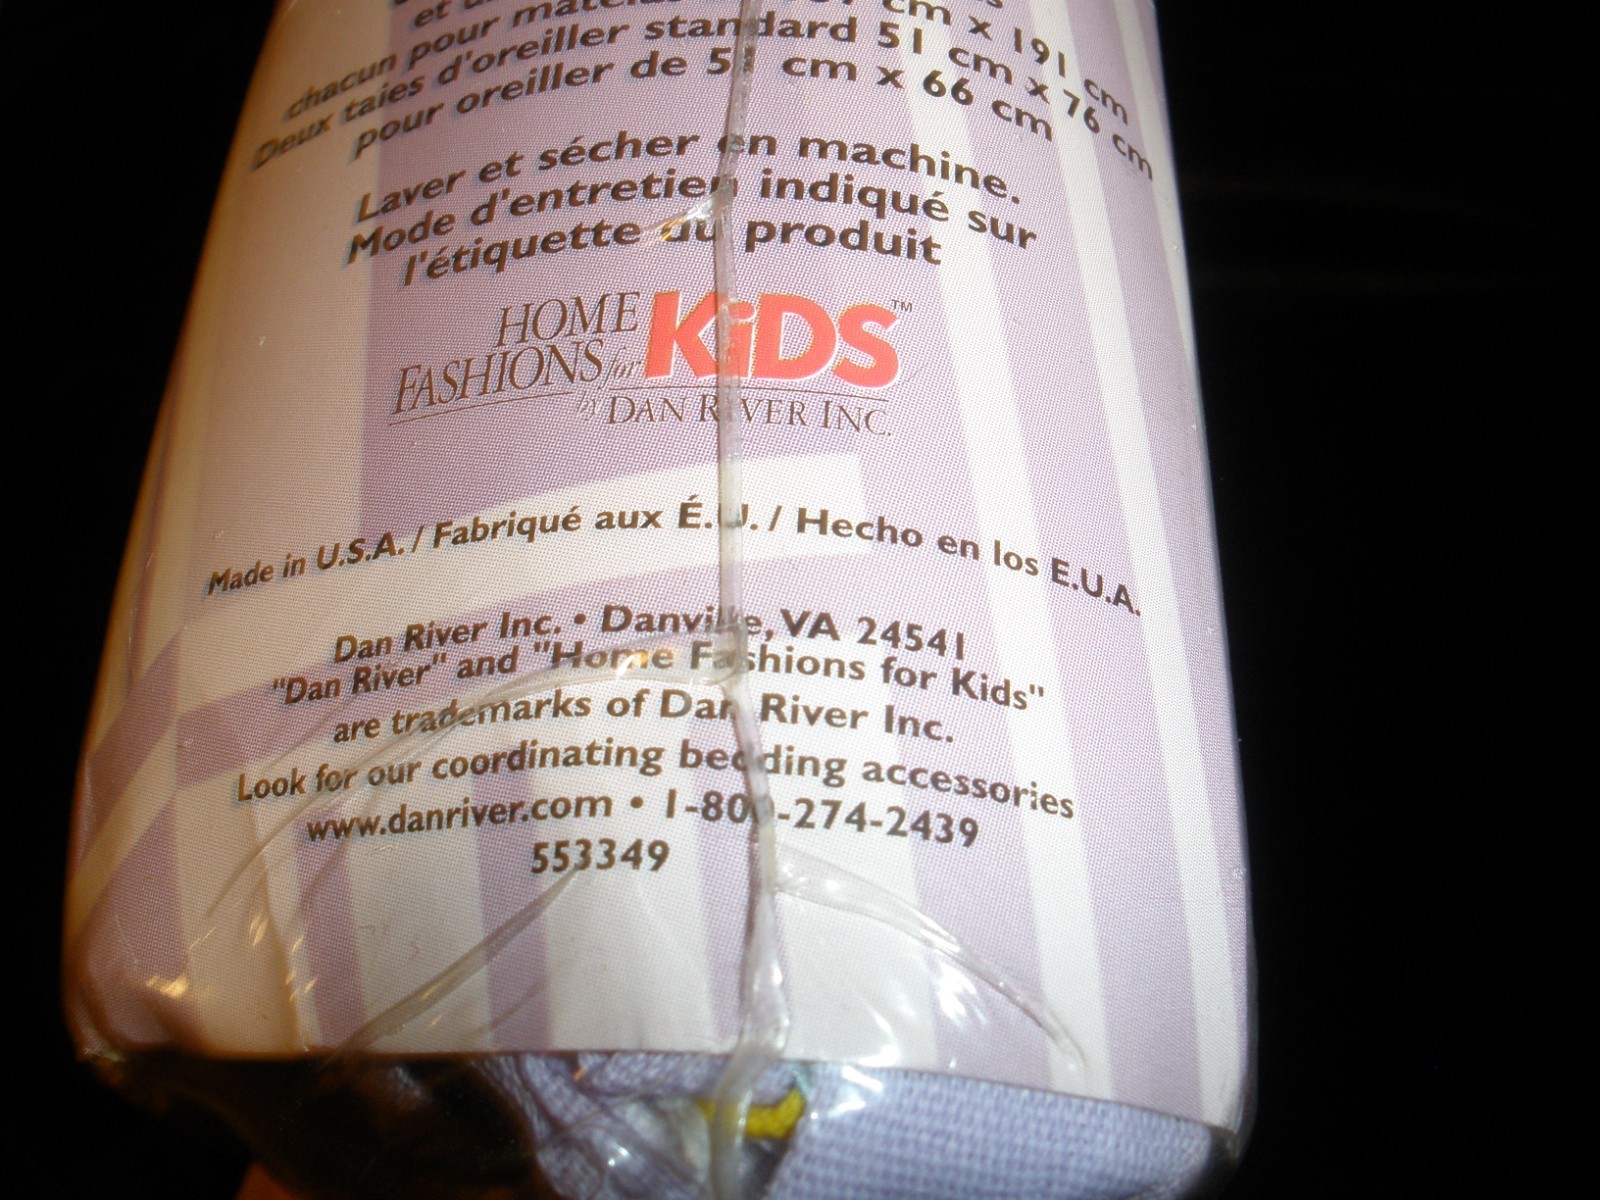 et
chacun pour cm x 191 cm
Deux taies d'oreiller standard 51 cm x 76 cm
pour oreiller de cm x 66 cm
Laver et sécher en machine.
Mode d'entretien indiqué sur
l'étiquette du produit
HOME
FASHIONS for KiDS™
by DAN RIVER INC.
Made in U.S.A. / Fabriqué aux É.U. / Hecho en los E.U.A.
Dan River Inc. • Danville, VA 24541
"Dan River" and "Home Fashions for Kids"
are trademarks of Dan River Inc.
Look for our coordinating bedding accessories
www.danriver.com • 1-800-274-2439
553349